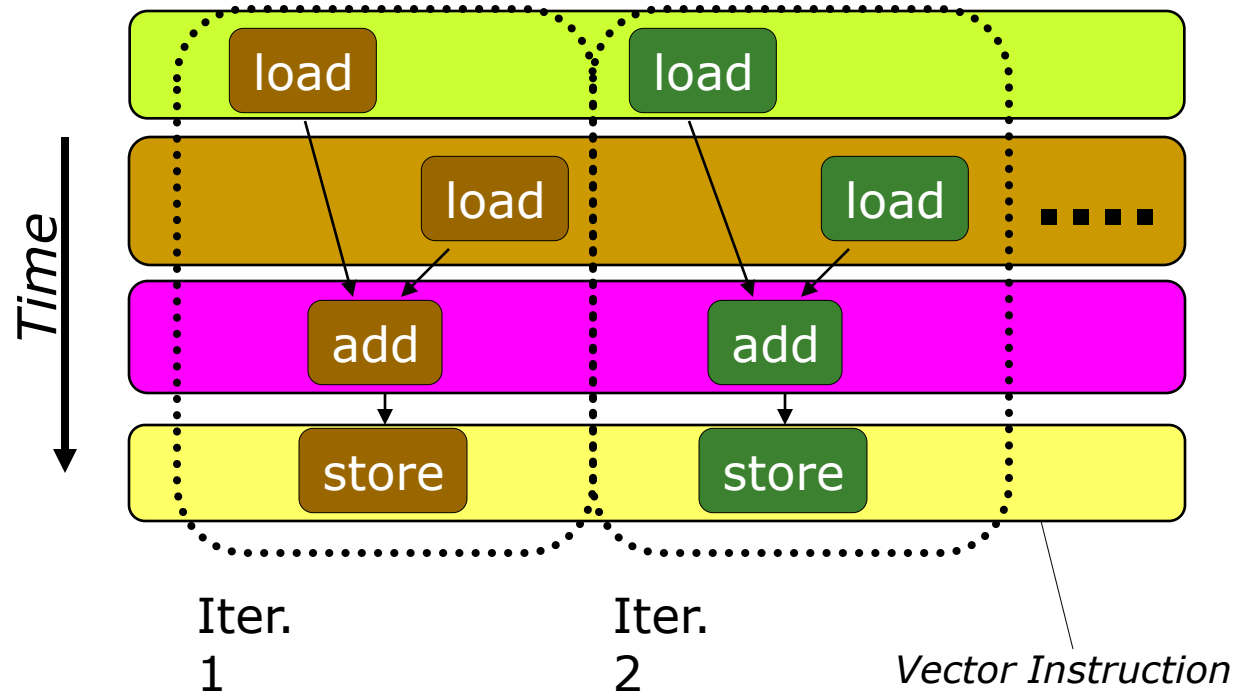 load load
load load
Time
add add
store store
Iter.
1
Iter.
2
Vector Instruction